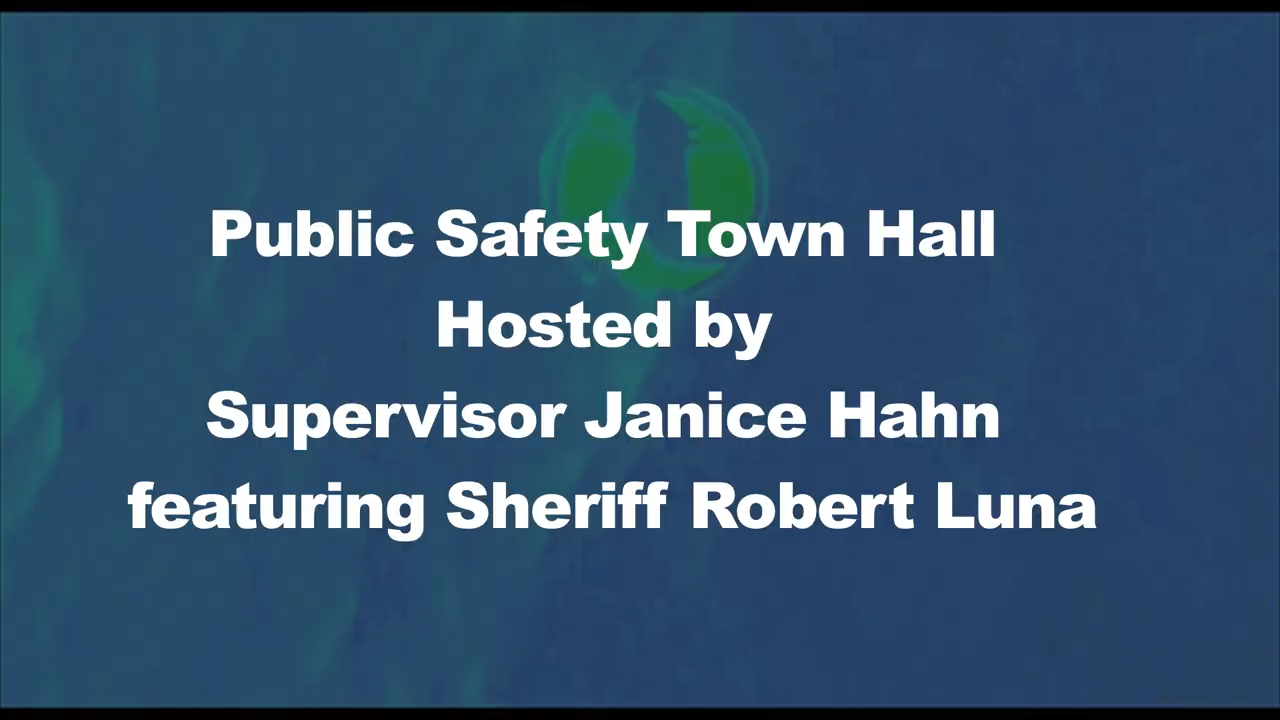 Public Safety Town Hall
Hosted by
Supervisor Janice Hahn
featuring Sheriff Robert Luna